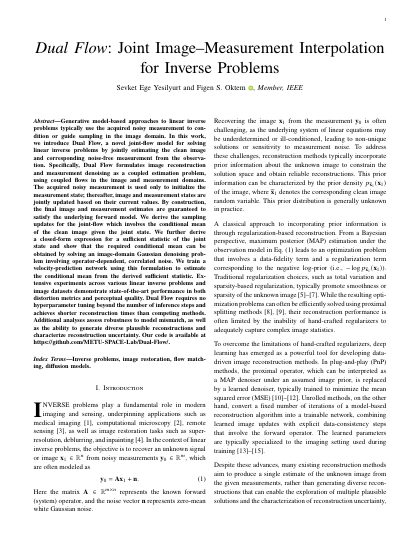 1
Dual Flow: Joint Image–Measurement Interpolation
for Inverse Problems
Sevket Ege Yesilyurt and Figen S. Oktem, Member, IEEE
Abstract—Generative model-based approaches to linear inverse
problems typically use the acquired noisy measurement to con-
dition or guide sampling in the image domain. In this work,
we introduce Dual Flow, a novel joint-flow model for solving
linear inverse problems by jointly estimating the clean image
and corresponding noise-free measurement from the observa-
tion. Specifically, Dual Flow formulates image reconstruction
and measurement denoising as a coupled estimation problem,
using coupled flows in the image and measurement domains.
The acquired noisy measurement is used only to initialize the
measurement state; thereafter, image and measurement states are
jointly updated based on their current values. By construction,
the final image and measurement estimates are guaranteed to
satisfy the underlying forward model. We derive the sampling
updates for the joint-flow which involves the conditional mean
of the clean image given the joint state. We further derive
a closed-form expression for a sufficient statistic of the joint
state and show that the required conditional mean can be
obtained by solving an image-domain Gaussian denoising prob-
lem involving operator-dependent, correlated noise. We train a
velocity-prediction network using this formulation to estimate
the conditional mean from the derived sufficient statistic. Ex-
tensive experiments across various linear inverse problems and
image datasets demonstrate state-of-the-art performance in both
distortion metrics and perceptual quality. Dual Flow requires no
hyperparameter tuning beyond the number of inference steps and
achieves shorter reconstruction times than competing methods.
Additional analyses assess robustness to model mismatch, as well
as the ability to generate diverse plausible reconstructions and
characterize reconstruction uncertainty. Our code is available at
https://github.com/METU-SPACE-Lab/Dual-Flow/.
Index Terms—Inverse problems, image restoration, flow match-
ing, diffusion models.
I. INTRODUCTION
INVERSE problems play a fundamental role in modern
imaging and sensing, underpinning applications such as
medical imaging [1], computational microscopy [2], remote
sensing [3], as well as image restoration tasks such as super-
resolution, deblurring, and inpainting [4]. In the context of linear
inverse problems, the objective is to recover an unknown signal
or image x₁ ∈ ℝⁿ from noisy measurements y₀ ∈ ℝᵐ, which
are often modeled as
y₀ = Ax₁ + n. (1)
Here the matrix A ∈ ℝᵐˣⁿ represents the known forward
(system) operator, and the noise vector n represents zero-mean
white Gaussian noise.
Recovering the image x₁ from the measurement y₀ is often
challenging, as the underlying system of linear equations may
be underdetermined or ill-conditioned, leading to non-unique
solutions or sensitivity to measurement noise. To address
these challenges, reconstruction methods typically incorporate
prior information about the unknown image to constrain the
solution space and obtain reliable reconstructions. This prior
information can be characterized by the prior density
of the image, where x̂₁ denotes the corresponding clean image
random variable. This prior distribution is generally unknown
in practice.
A classical approach to incorporating prior information is
through regularization-based reconstruction. From a Bayesian
perspective, maximum posterior (MAP) estimation under the
observation model in Eq. (1) leads to an optimization problem
that involves a data-fidelity term and a regularization term
corresponding to the negative log-prior
Traditional regularization choices, such as total variation and
sparsity-based regularization, typically promote smoothness or
sparsity of the unknown image [5]–[7]. While the resulting opti-
mization problems can often be efficiently solved using proximal
splitting methods [8], [9], their reconstruction performance is
often limited by the inability of hand-crafted regularizers to
adequately capture complex image statistics.
To overcome the limitations of hand-crafted regularizers, deep
learning has emerged as a powerful tool for developing data-
driven image reconstruction methods. In plug-and-play (PnP)
methods, the proximal operator, which can be interpreted as
a MAP denoiser under an assumed image prior, is replaced
by a learned denoiser, typically trained to minimize the mean
squared error (MSE) [10]–[12]. Unrolled methods, on the other
hand, convert a fixed number of iterations of a model-based
reconstruction algorithm into a trainable network, combining
learned image updates with explicit data-consistency steps
that involve the forward operator. The learned parameters
are typically specialized to the imaging setting used during
training [13]–[15].
Despite these advances, many existing reconstruction methods
aim to produce a single estimate of the unknown image from
the given measurements, rather than generating diverse recon-
structions that can enable the exploration of multiple plausible
solutions and the characterization of reconstruction uncertainty,